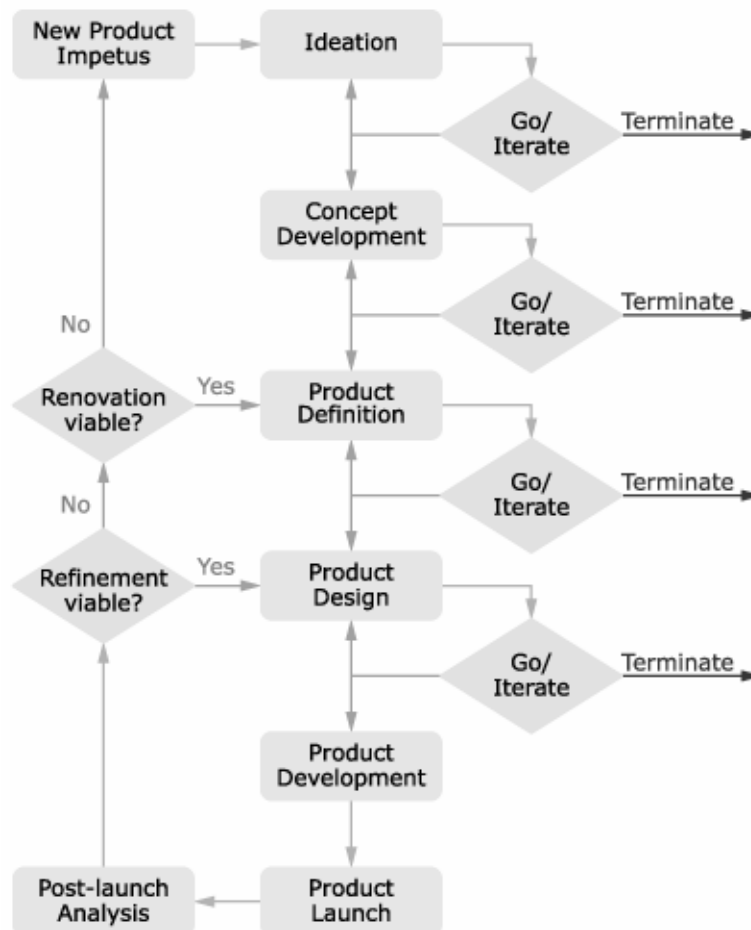 New Product
Impetus
Ideation
Go/
Iterate
Terminate
Concept
Development
Go/
Iterate
Terminate
No
Renovation
viable?
Yes
Product
Definition
Go/
Iterate
Terminate
No
Refinement
viable?
Yes
Product
Design
Go/
Iterate
Terminate
Product
Development
Post-launch
Analysis
Product
Launch